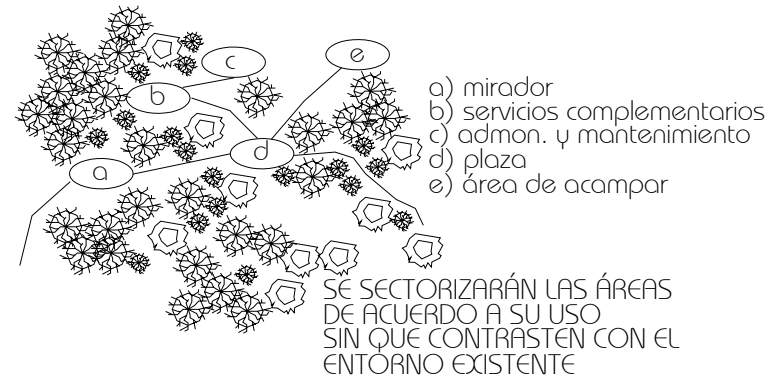 c
e
b
d
a
a) mirador
b) servicios complementarios
c) admon. y mantenimiento
d) plaza
e) área de acampar
SE SECTORIZARÁN LAS ÁREAS
DE ACUERDO A SU USO
SIN QUE CONTRASTEN CON EL
ENTORNO EXISTENTE